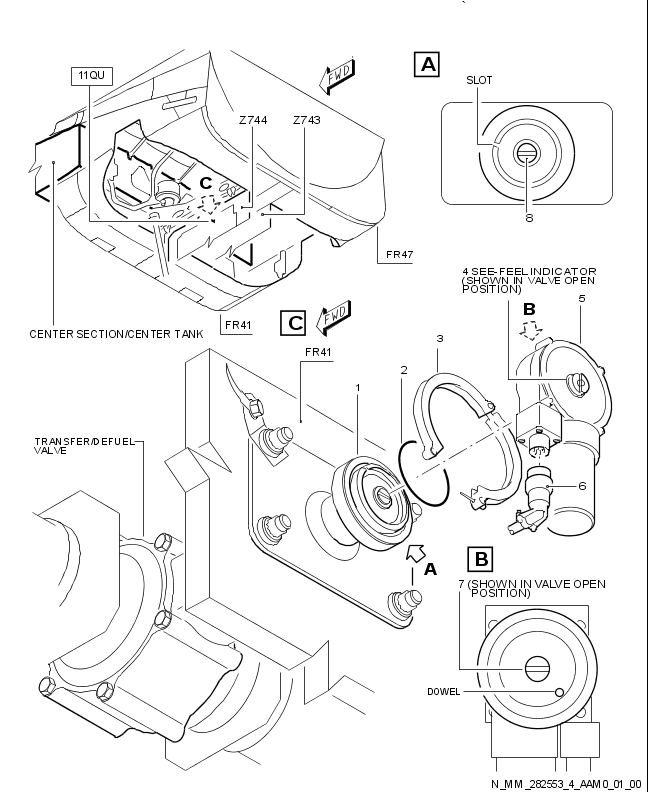 11QU
FWD
A
SLOT
Z744
Z743
C
8
FR47
4 SEE-FEEL INDICATOR
(SHOWN IN VALVE OPEN
POSITION)
5
B
FR41
CENTER SECTION/CENTER TANK
C
FWD
FR41
3
2
1
TRANSFER/DEFUEL
VALVE
6
A
B
7 (SHOWN IN VALVE OPEN
POSITION)
DOWEL
N_MM_282553_4_AAM0_01_00